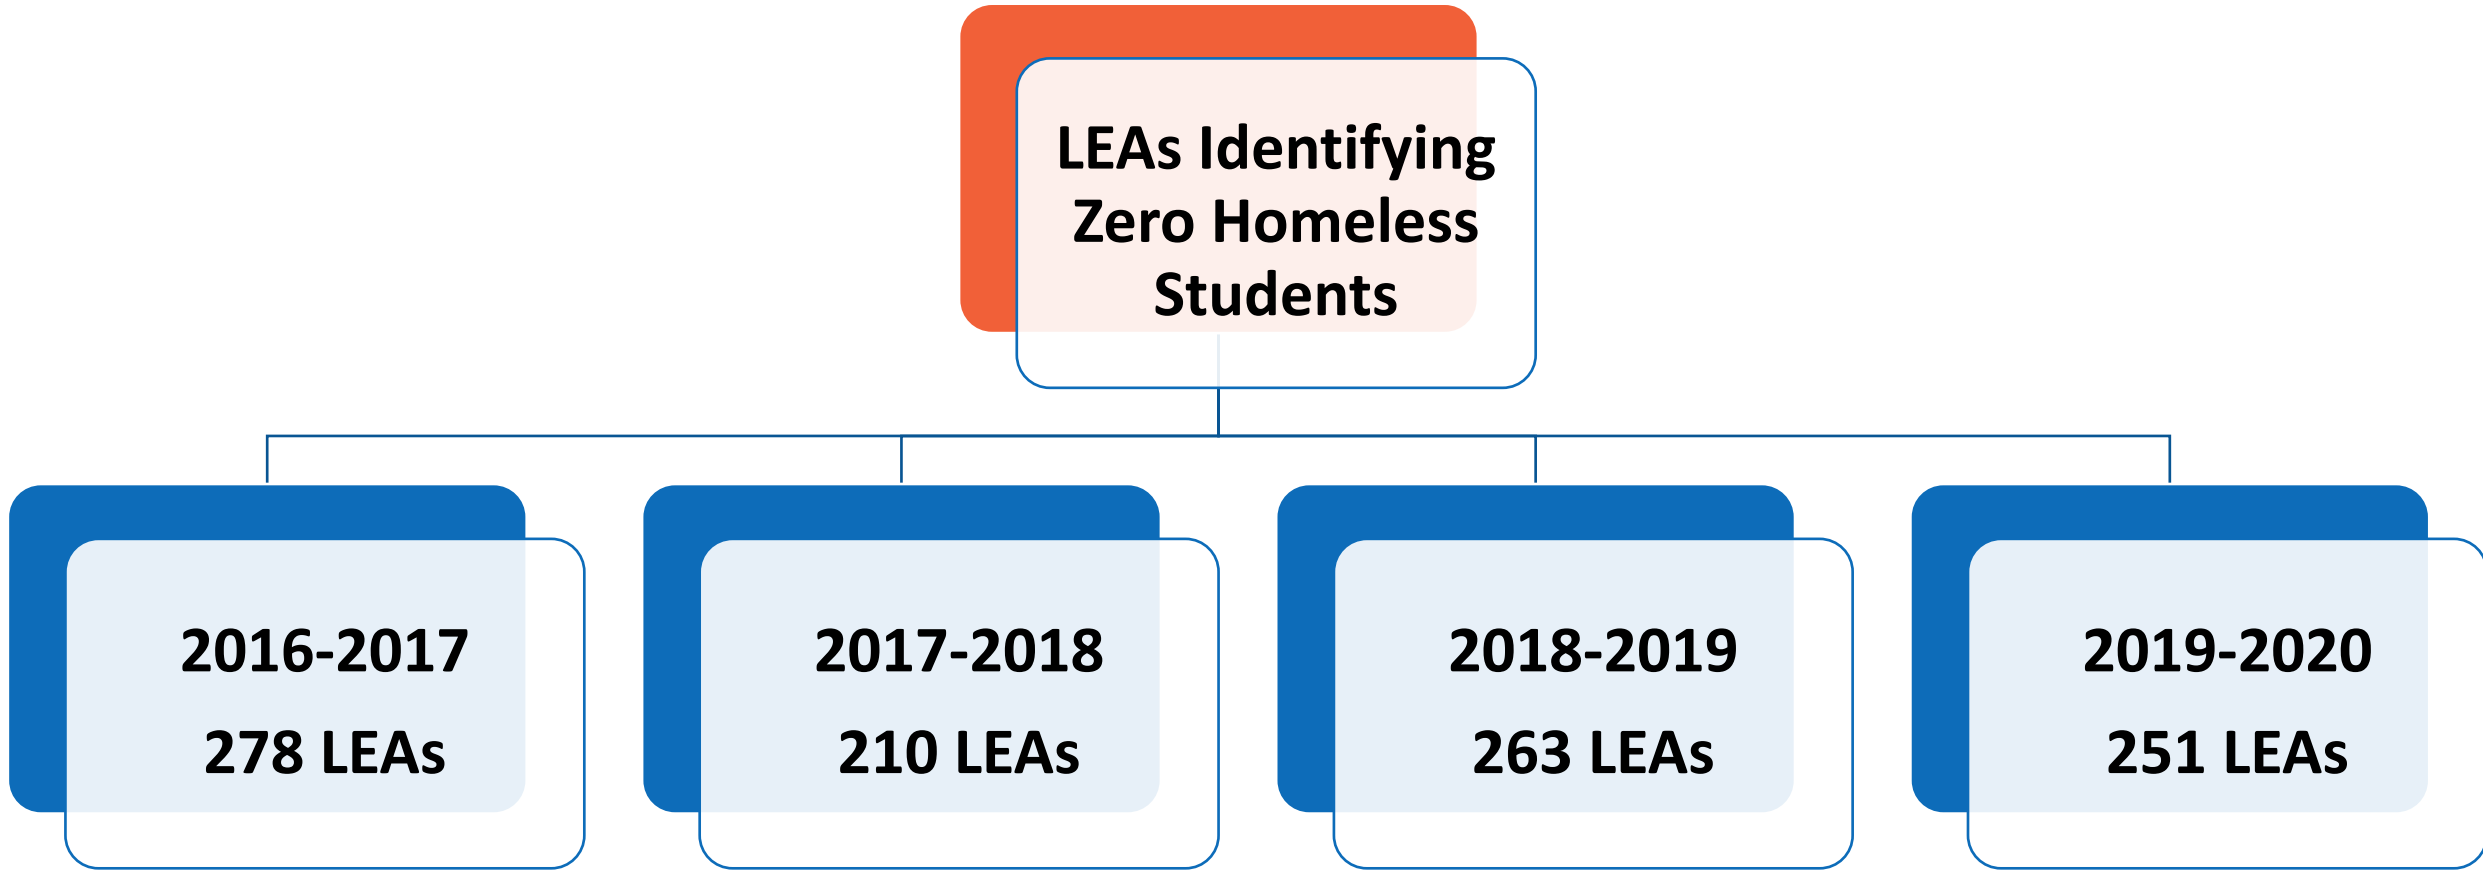 LEAs Identifying
Zero Homeless
Students
2016-2017
278 LEAs
2017-2018
210 LEAs
2018-2019
263 LEAs
2019-2020
251 LEAs